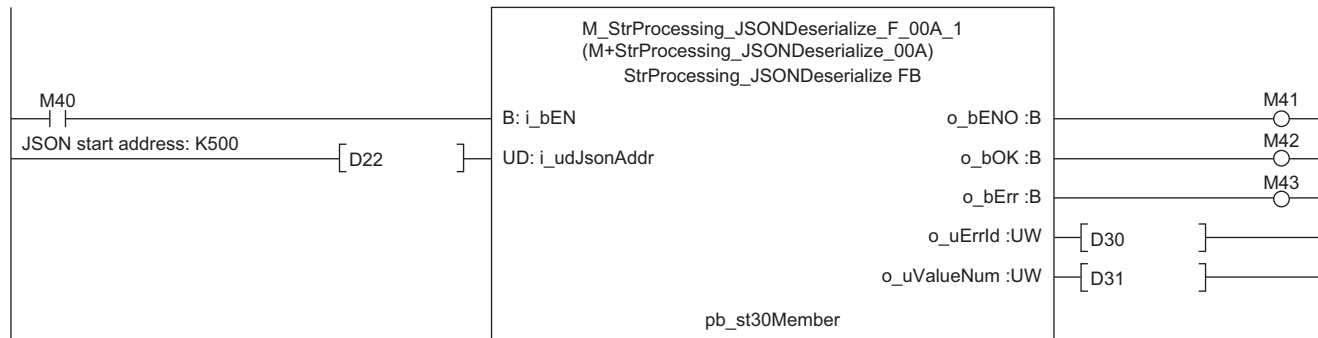 M_StrProcessing_JSONDeserialize_F_00A_1
(M+StrProcessing_JSONDeserialize_00A)
StrProcessing_JSONDeserialize FB
M40
B: i_bEN
o_bENO :B
M41
JSON start address: K500
D22
UD: i_udJsonAddr
o_bOK :B
M42
o_bErr :B
M43
o_uErrId :UW
D30
o_uValueNum :UW
D31
pb_st30Member